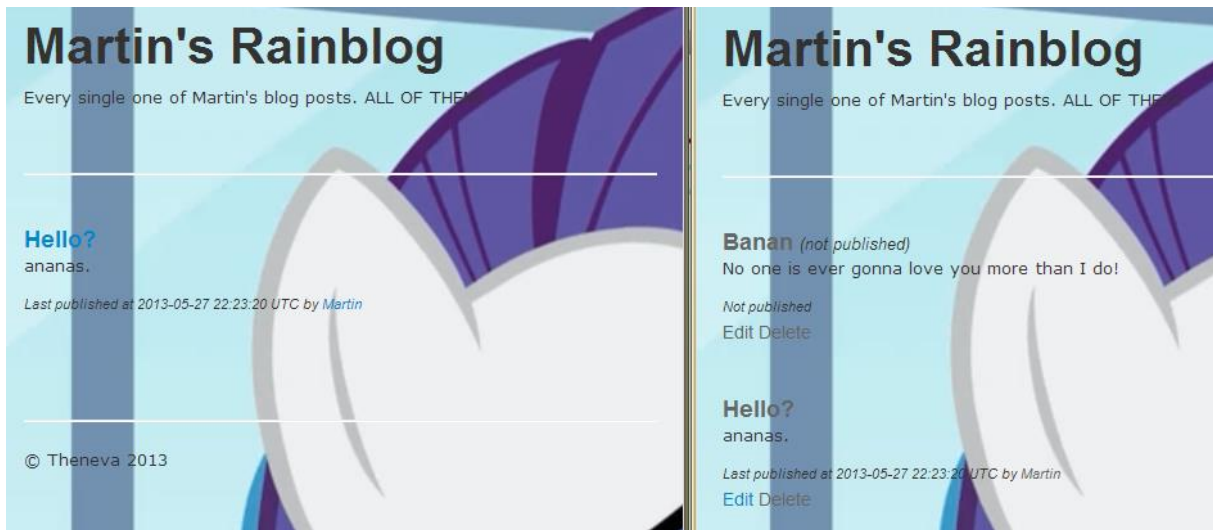 Martin's Rainblog
Every single one of Martin's blog posts. ALL OF THEM
Hello?
ananas.
Last published at 2013-05-27 22:23:20 UTC by Martin
© Theneva 2013
Martin's Rainblog
Every single one of Martin's blog posts. ALL OF THE
Banan (not published)
No one is ever gonna love you more than I do!
Not published
Edit Delete
Hello?
ananas.
Last published at 2013-05-27 22:23:20 UTC by Martin
Edit Delete